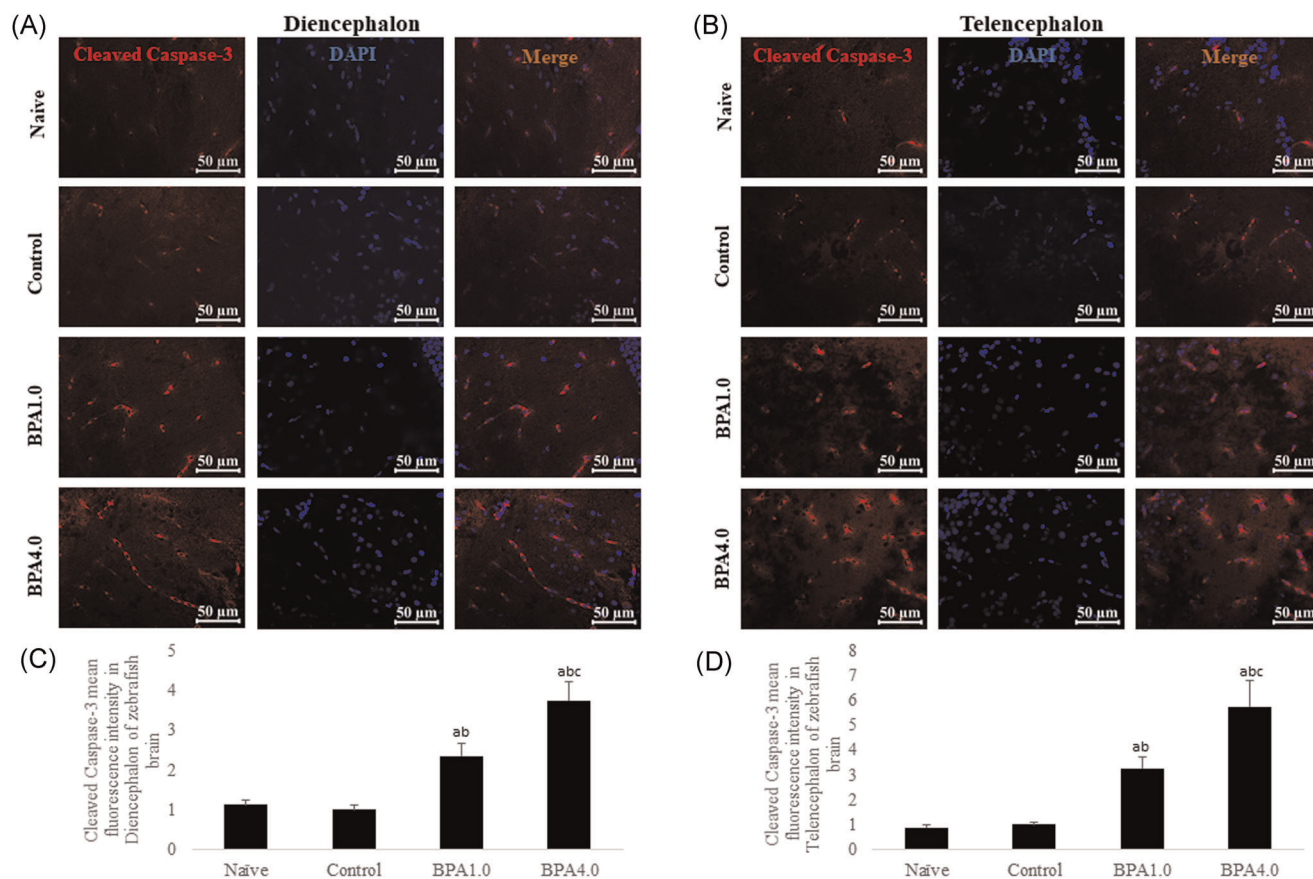 (A)
Diencephalon
Cleaved Caspase-3 DAPI Merge
Naive
50 µm 50 µm 50 µm
Control
50 µm 50 µm 50 µm
BPA1.0
50 µm 50 µm 50 µm
BPA4.0
50 µm 50 µm 50 µm
(B)
Telencephalon
Cleaved Caspase-3 DAPI Merge
Naive
50 µm 50 µm 50 µm
Control
50 µm 50 µm 50 µm
BPA1.0
50 µm 50 µm 50 µm
BPA4.0
50 µm 50 µm 50 µm
(C)
Cleaved Caspase-3 mean
fluorescence intensity in
Diencephalon of zebrafish
brain
5
4
3
2
1
0
ab
abc
Naïve Control BPA1.0 BPA4.0
(D)
Cleaved Caspase-3 mean
fluorescence intensity in
Telencephalon of zebrafish
brain
8
7
6
5
4
3
2
1
0
ab
abc
Naïve Control BPA1.0 BPA4.0